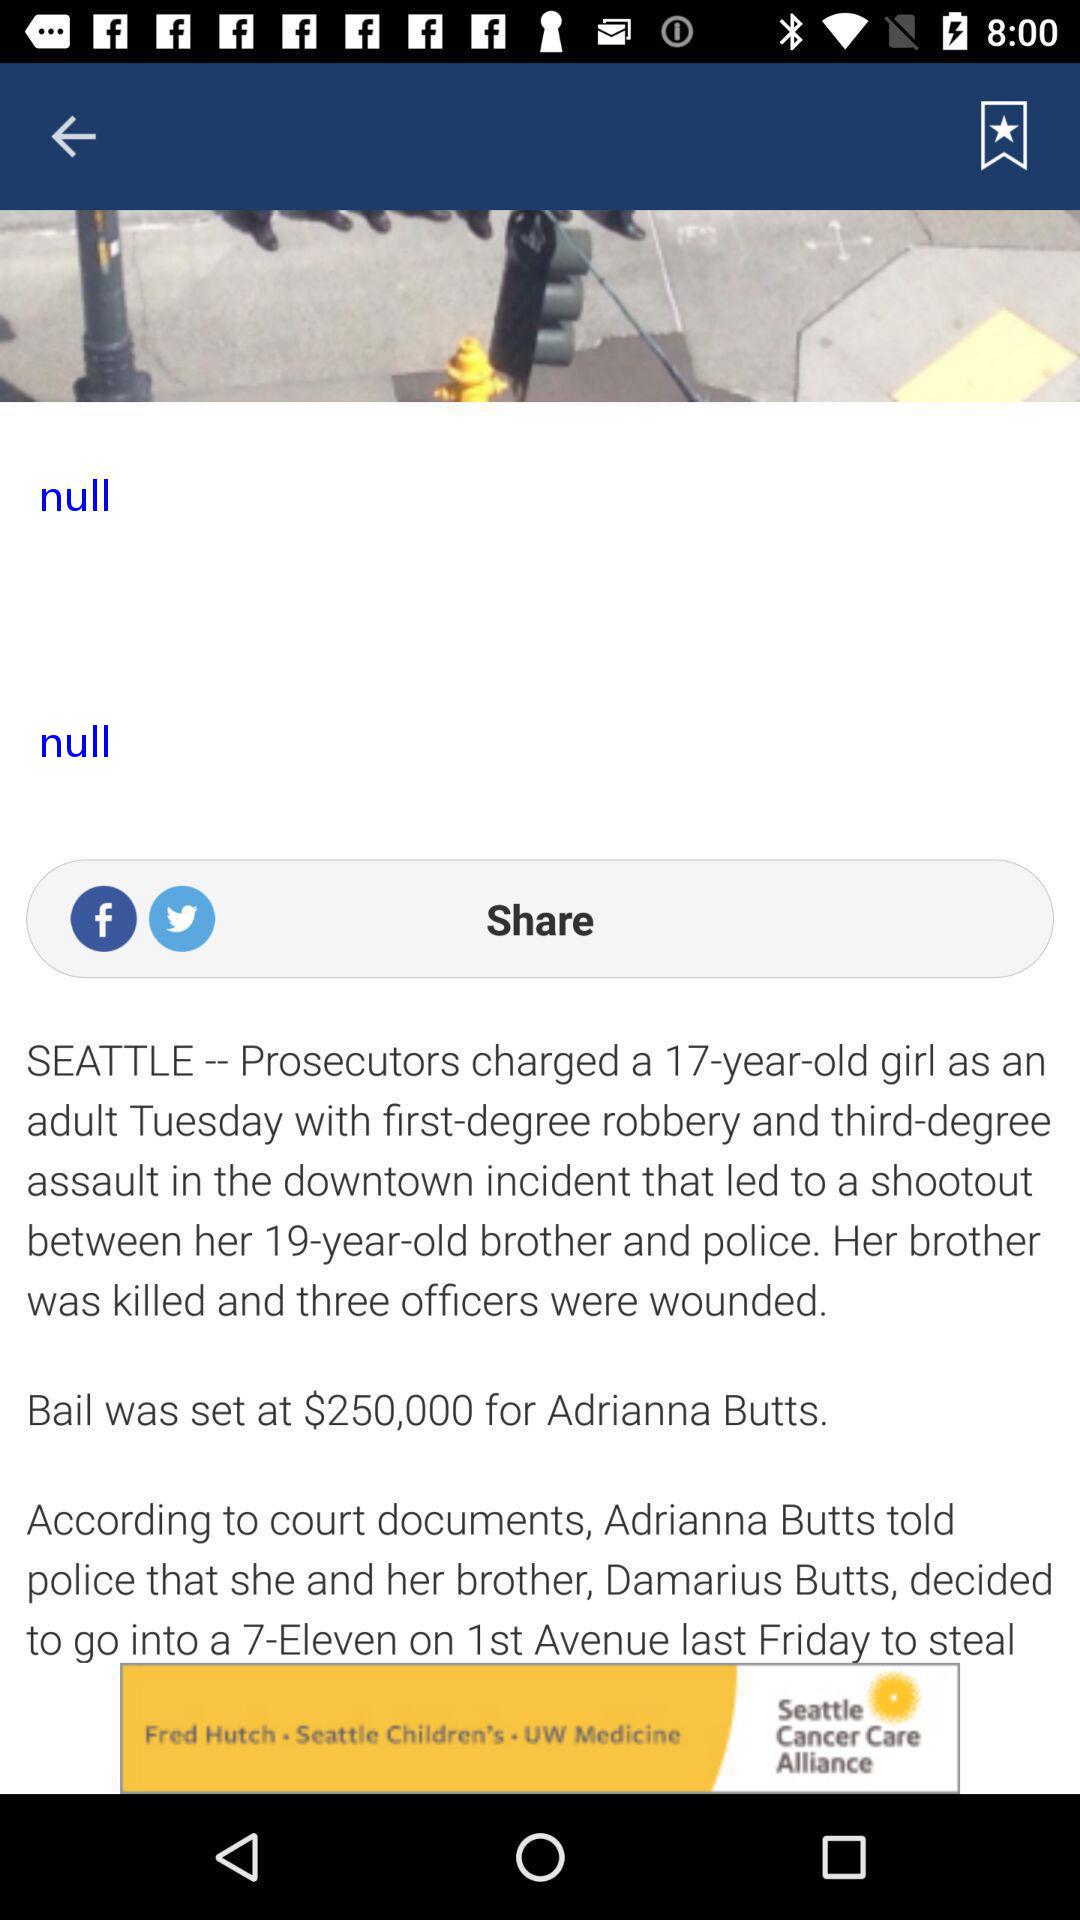 8:00
null
null
Share
SEATTLE -- Prosecutors charged a 17-year-old girl as an
adult Tuesday with first-degree robbery and third-degree
assault in the downtown incident that led to a shootout
between her 19-year-old brother and police. Her brother
was killed and three officers were wounded.
Bail was set at $250,000 for Adrianna Butts.
According to court documents, Adrianna Butts told
police that she and her brother, Damarius Butts, decided
to go into a 7-Eleven on 1st Avenue last Friday to steal
Fred Hutch • Seattle Children's • UW Medicine
Seattle
Cancer Care
Alliance